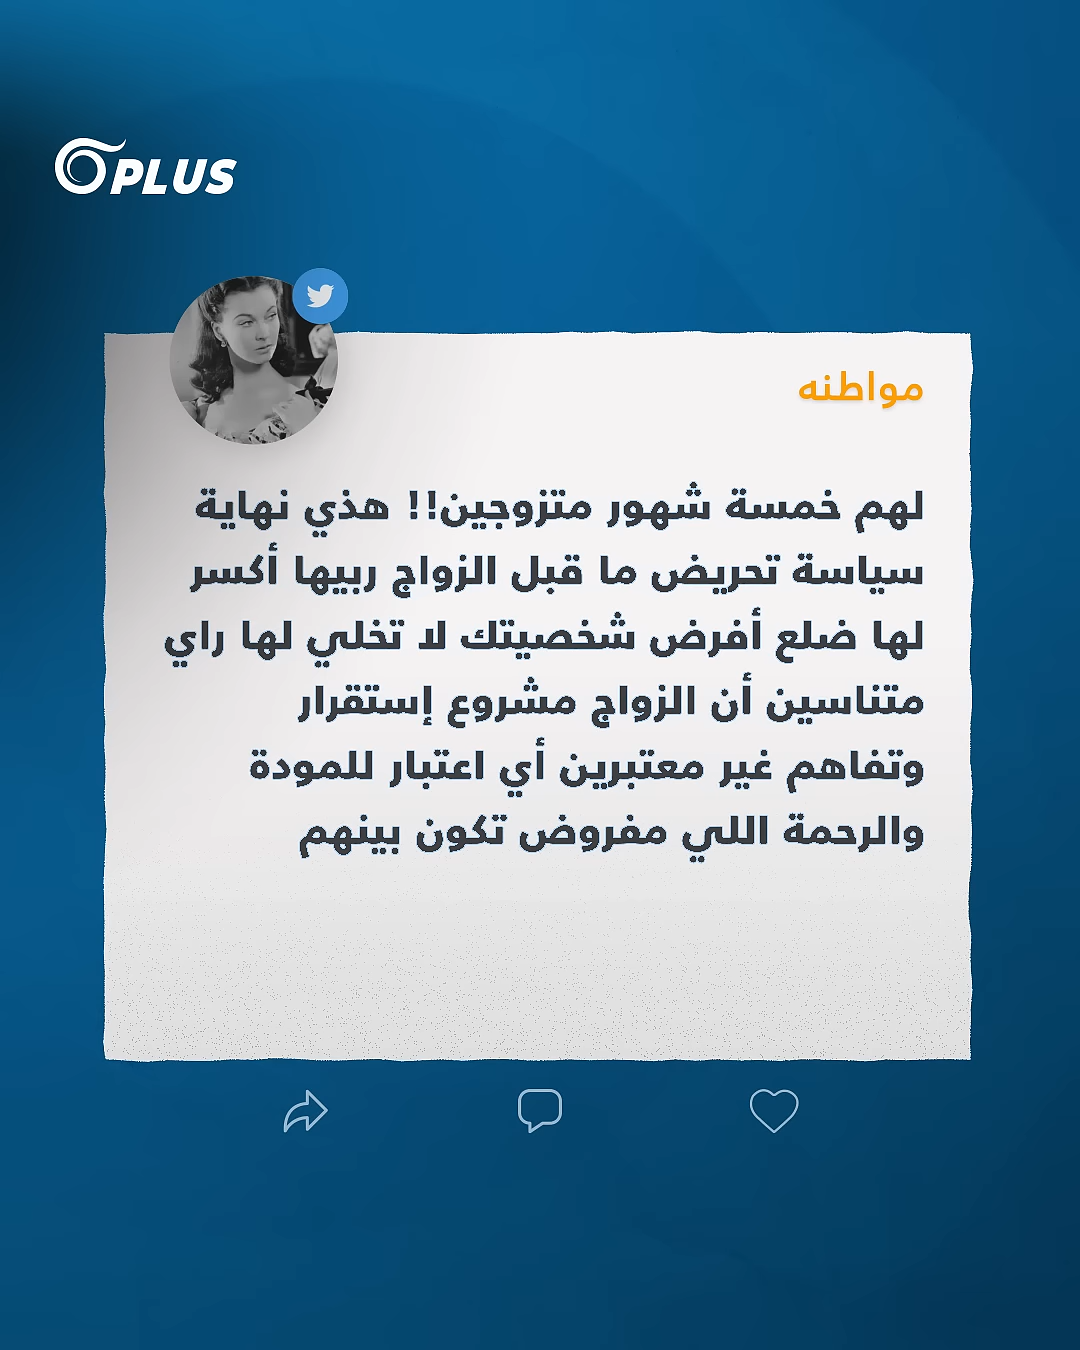 OPLUS
مواطنه
لهم خمسة شهور متزوجين!! هذي نهاية
سياسة تحريض ما قبل الزواج ربيها أكسر
لها ضلع أفرض شخصيتك لا تخلي لها راي
متناسين أن الزواج مشروع إستقرار
وتفاهم غير معتبرين أي اعتبار للمودة
والرحمة اللي مفروض تكون بينهم